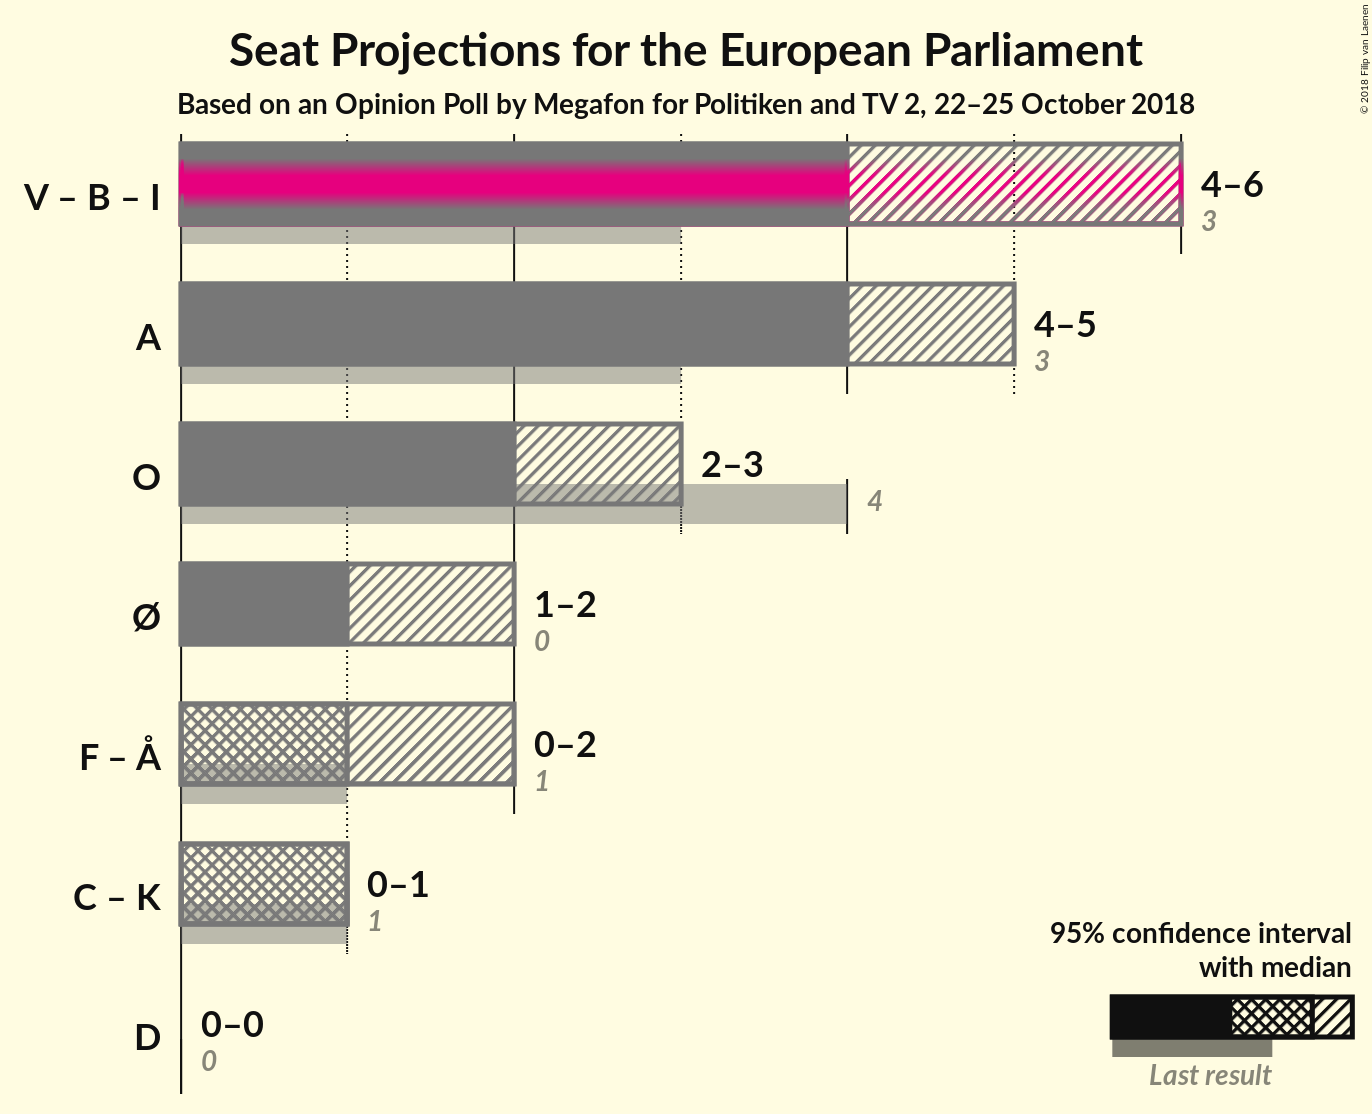 Seat Projections for the European Parliament
Based on an Opinion Poll by Megafon for Politiken and TV 2, 22–25 October 2018
© 2018 Filip van Laenen
V – B – I
4–6
3
A
4–5
3
O
2–3
4
Ø
1–2
0
F – Å
0–2
1
C – K
0–1
1
D
0–0
0
95% confidence interval
with median
Last result